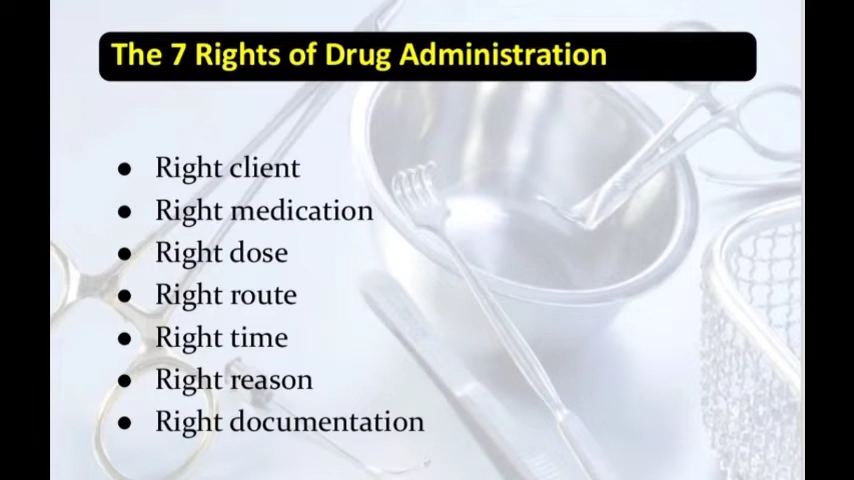 The 7 Rights of Drug Administration
● Right client
● Right medication
● Right dose
● Right route
● Right time
● Right reason
● Right documentation